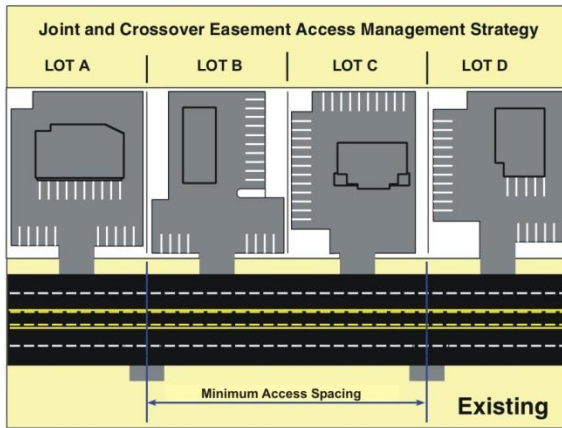 Joint and Crossover Easement Access Management Strategy
LOT A
LOT B
LOT C
LOT D
Minimum Access Spacing
Existing